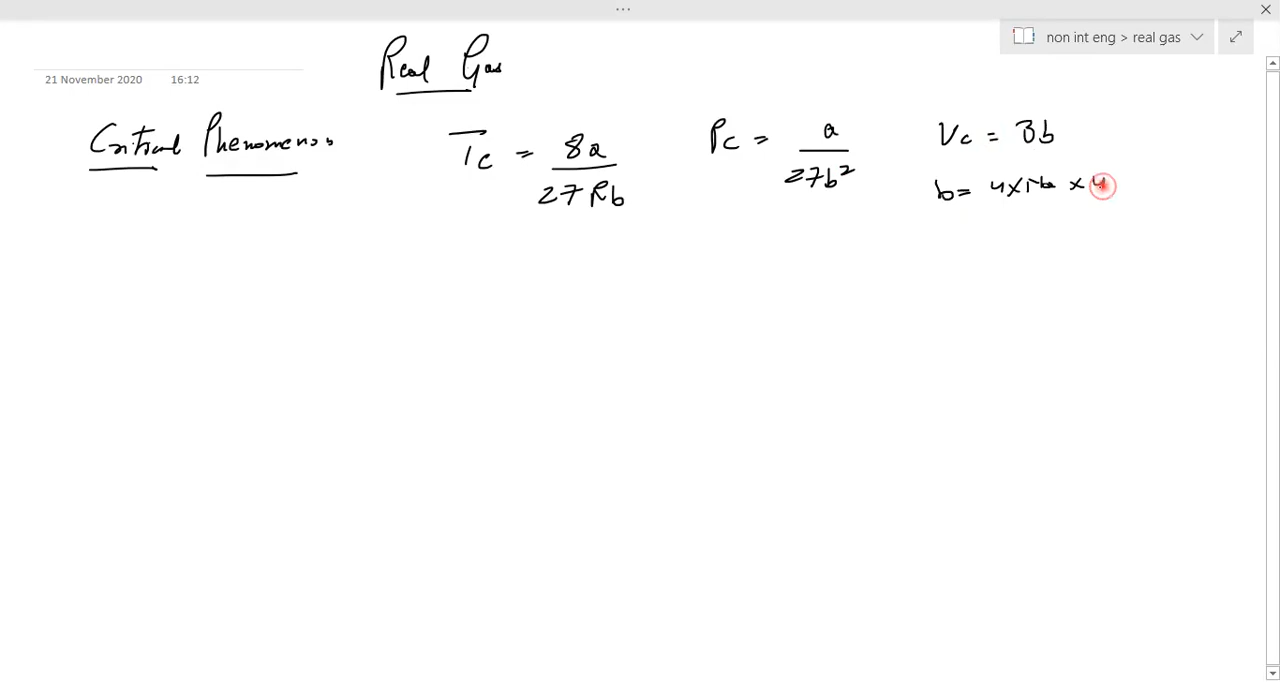 ...
non int eng > real gas
Real Gas
21 November 2020 16:12
Critical Phenomenon
Tc = 8a / 27Rb
Pc = a / 27b²
Vc = 3b
b = 4 × NA × 4